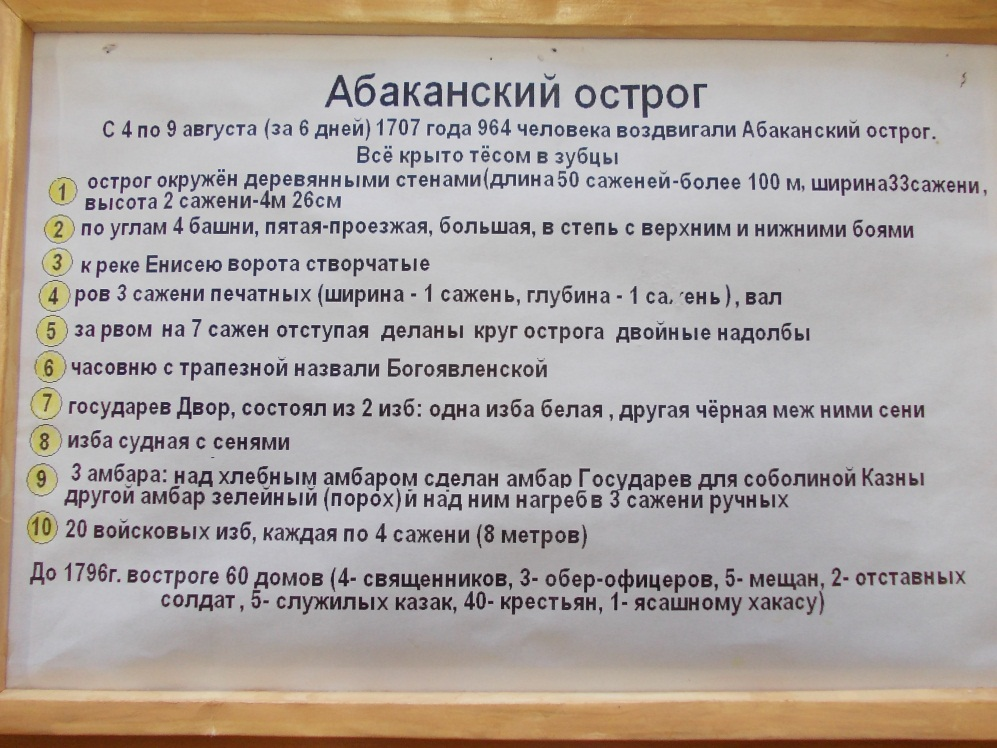 Абаканский острог
С 4 по 9 августа (за 6 дней) 1707 года 964 человека воздвигали Абаканский острог.
Всё крыто тёсом в зубцы
1 острог окружён деревянными стенами(длина50 саженей-более 100 м, ширина33сажени,
высота 2 сажени-4м 26см
2 по углам 4 башни, пятая-проезжая, большая, в степь с верхним и нижними боями
3 к реке Енисею ворота створчатые
4 ров 3 сажени печатных (ширина - 1 сажень, глубина - 1 сажень), вал
5 за рвом на 7 сажен отступая деланы круг острога двойные надолбы
6 часовню с трапезной назвали Богоявленской
7 государев Двор, состоял из 2 изб: одна изба белая , другая чёрная меж ними сени
8 изба судная с сенями
9 3 амбара: над хлебным амбаром сделан амбар Государев для соболиной Казны
другой амбар зелейный (порох)й над ним нагребв 3 сажени ручных
10 20 войсковых изб, каждая по 4 сажени (8 метров)
До 1796г. востроге 60 домов (4- священников, 3- обер-офицеров, 5- мещан, 2- отставных
солдат, 5- служилых казак, 40- крестьян, 1- ясашному хакасу)